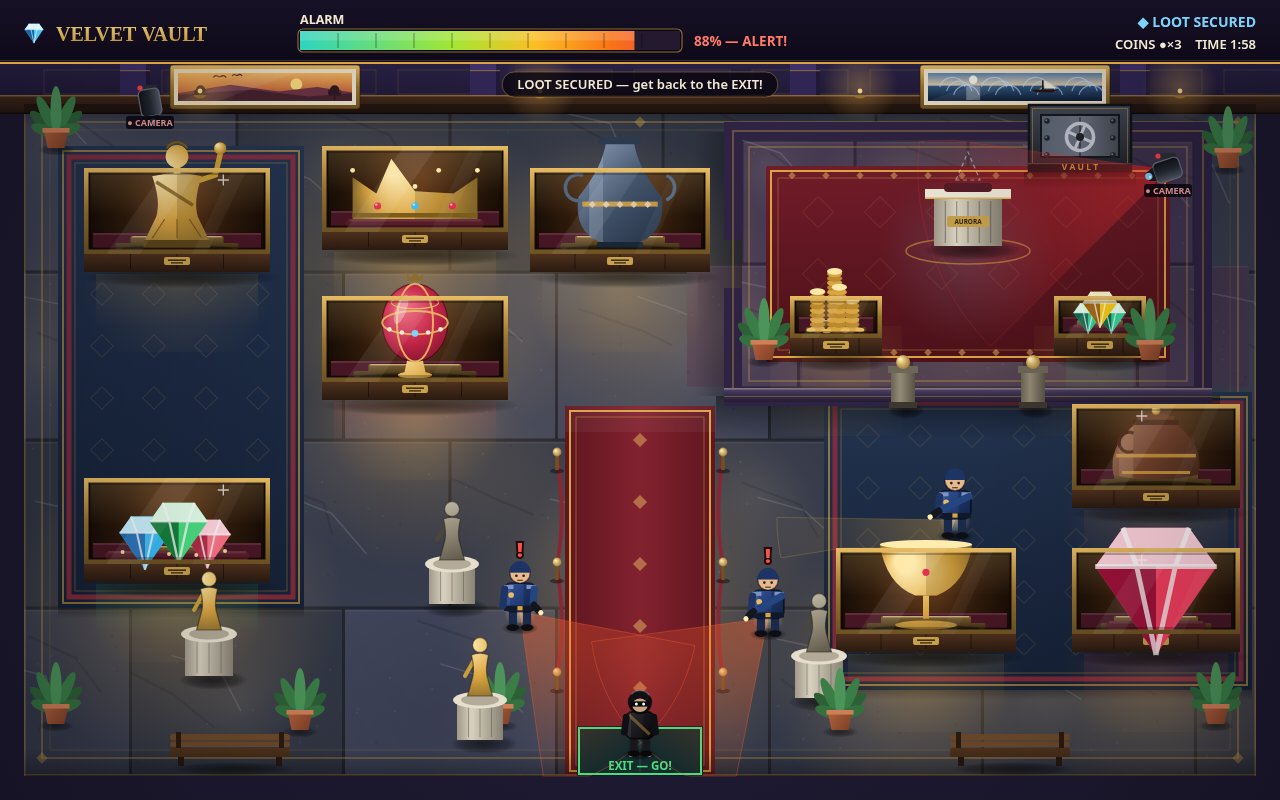 VELVET VAULT
ALARM
88% — ALERT!
◆ LOOT SECURED
COINS ●×3 TIME 1:58
LOOT SECURED — get back to the EXIT!
● CAMERA
VAULT
● CAMERA
AURORA
EXIT — GO!